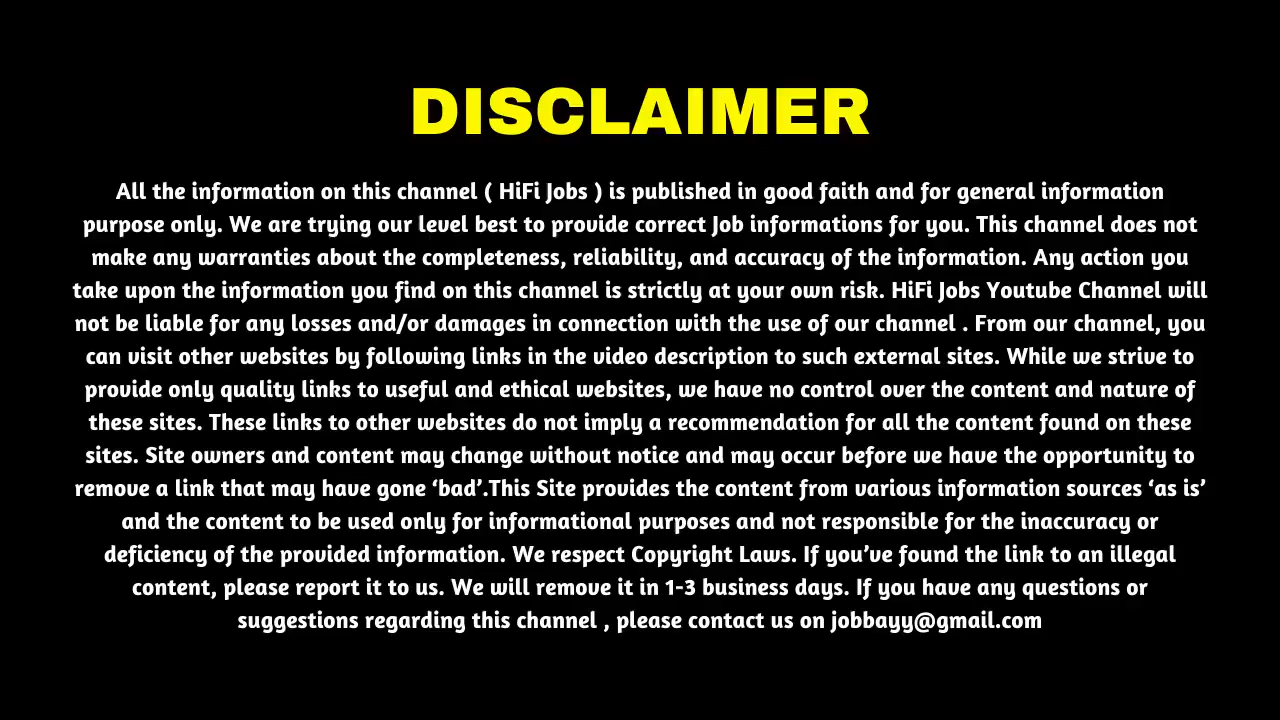 DISCLAIMER
All the information on this channel ( HiFi Jobs ) is published in good faith and for general information
purpose only. We are trying our level best to provide correct Job informations for you. This channel does not
make any warranties about the completeness, reliability, and accuracy of the information. Any action you
take upon the information you find on this channel is strictly at your own risk. HiFi Jobs Youtube Channel will
not be liable for any losses and/or damages in connection with the use of our channel . From our channel, you
can visit other websites by following links in the video description to such external sites. While we strive to
provide only quality links to useful and ethical websites, we have no control over the content and nature of
these sites. These links to other websites do not imply a recommendation for all the content found on these
sites. Site owners and content may change without notice and may occur before we have the opportunity to
remove a link that may have gone ‘bad’.This Site provides the content from various information sources ‘as is’
and the content to be used only for informational purposes and not responsible for the inaccuracy or
deficiency of the provided information. We respect Copyright Laws. If you’ve found the link to an illegal
content, please report it to us. We will remove it in 1-3 business days. If you have any questions or
suggestions regarding this channel , please contact us on jobbayy@gmail.com